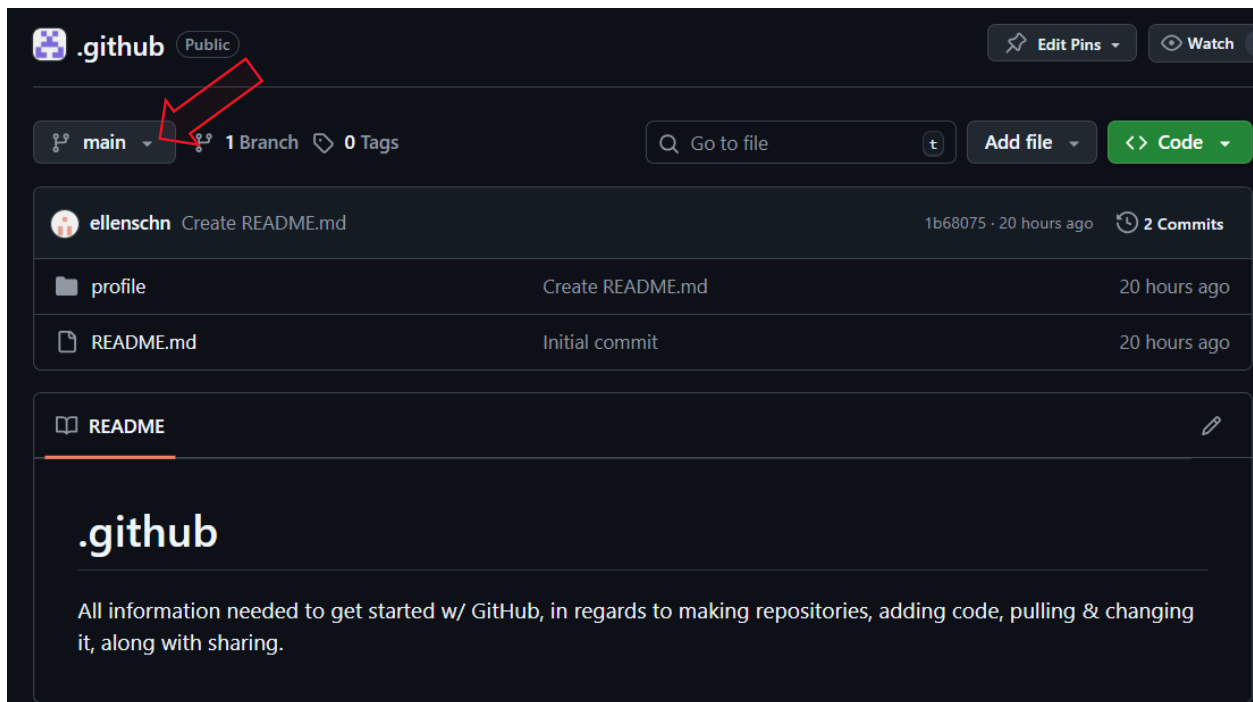 .github Public Edit Pins Watch
main 1 Branch 0 Tags Go to file t Add file <> Code
ellenschn Create README.md 1b68075 · 20 hours ago 2 Commits
profile Create README.md 20 hours ago
README.md Initial commit 20 hours ago
README
.github
All information needed to get started w/ GitHub, in regards to making repositories, adding code, pulling & changing
it, along with sharing.